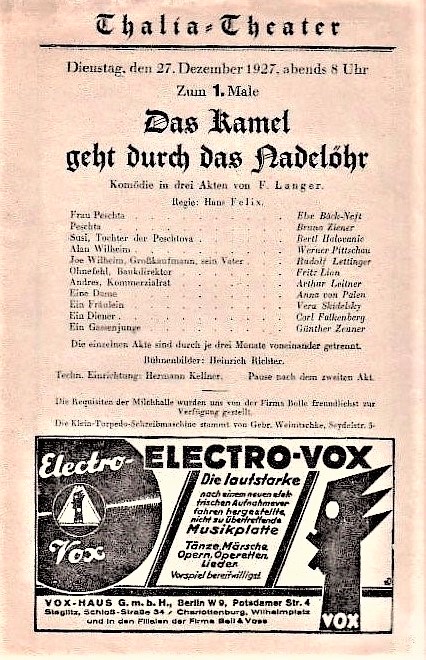 Thalia-Theater
Dienstag, den 27. Dezember 1927, abends 8 Uhr
Zum 1. Male
Das Kamel
geht durch das Nadelöhr
Komödie in drei Akten von F. Langer.
Regie: Hans Felix.
Frau Peschta . . . . . . . . . . Else Bäck-Neft
Peschta . . . . . . . . . . Bruno Ziener
Susi, Tochter der Peschtova . . . . . . . Bertl Halovanic
Alan Wilheim . . . . . . . . . . Werner Pittschau
Joe Wilheim, Großkaufmann, sein Vater . . . . Rudolf Lettinger
Ohnefehl, Bankdirektor . . . . . . . . Fritz Lion
Andres, Kommerzialrat . . . . . . . . Arthur Leitner
Eine Dame . . . . . . . . . . Anna von Palen
Ein Fräulein . . . . . . . . . . Vera Skidelsky
Ein Diener . . . . . . . . . . Carl Falkenberg
Ein Gassenjunge . . . . . . . . . Günther Zenner
Die einzelnen Akte sind durch je drei Monate voneinander getrennt.
Bühnenbilder: Heinrich Richter.
Techn. Einrichtung: Hermann Kellner. Pause nach dem zweiten Akt.
Die Requisiten der Milchhalle wurden uns von der Firma Bolle freundlichst zur
Verfügung gestellt.
Die Klein-Torpedo-Schreibmaschine stammt von Gebr. Weinitschke, Seydelstr. 3-
Electro-
Vox
ELECTRO-VOX
Die lautstarke
nach einem neuen elek-
trischen Aufnahmever-
fahren hergestellte,
nicht zu übertreffende
Musikplatte
Tänze, Märsche,
Opern, Operetten,
Lieder.
Vorspiel bereitwilligst.
VOX
VOX-HAUS G.m.b.H., Berlin W 9, Potsdamer Str. 4
Steglitz, Schloß-Straße 34 / Charlottenburg, Wilhelmplatz
und in den Filialen der Firma Bell & Voss